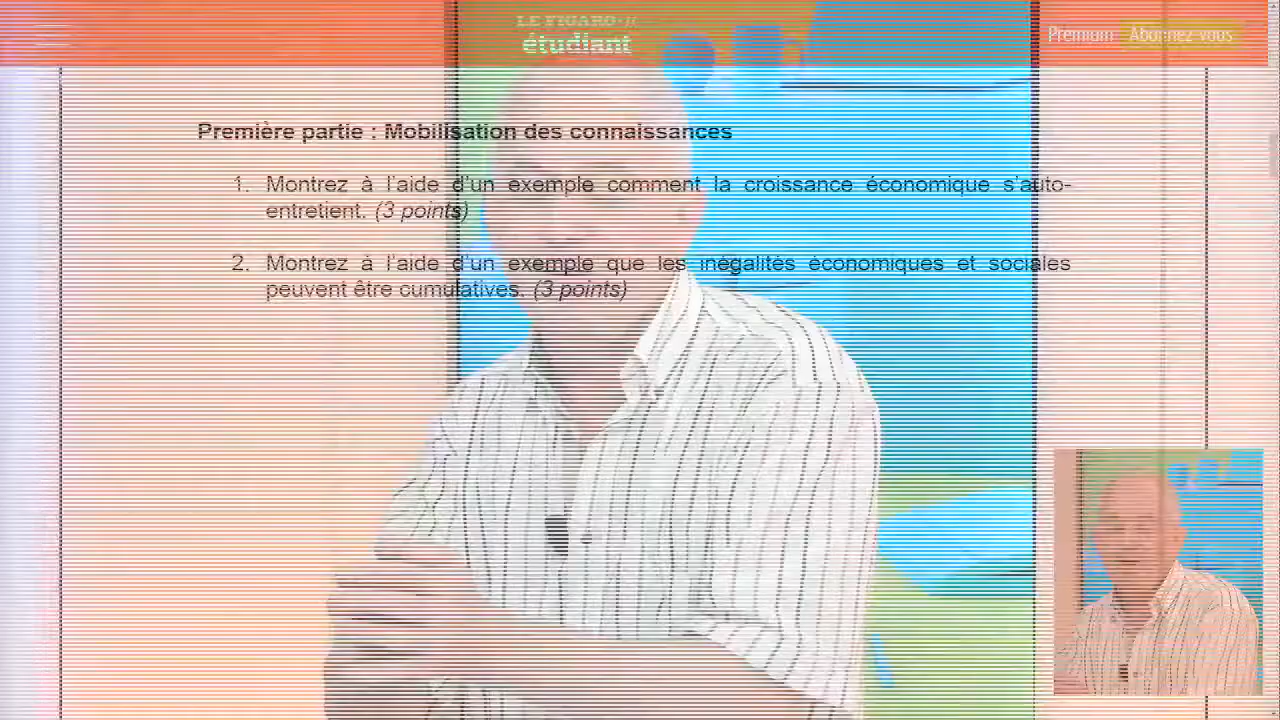 LE FIGARO
étudiant
Premium Abonnez-vous
Première partie : Mobilisation des connaissances
1. Montrez à l'aide d'un exemple comment la croissance économique s'auto-
entretient. (3 points)
2. Montrez à l'aide d'un exemple que les inégalités économiques et sociales
peuvent être cumulatives. (3 points)